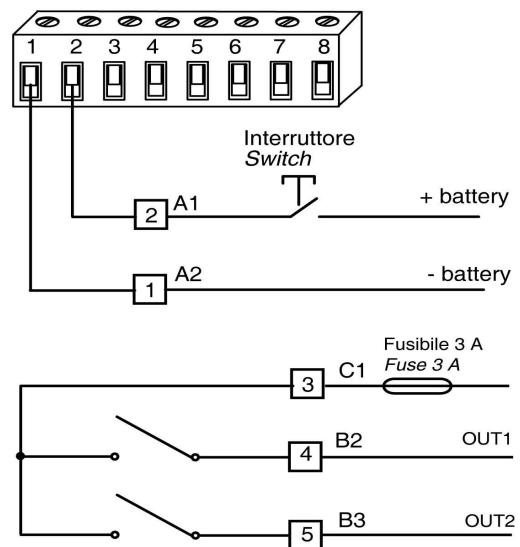 1 2 3 4 5 6 7 8
Interruttore
Switch
2 A1 + battery
1 A2 - battery
Fusibile 3 A
Fuse 3 A
3 C1
4 B2 OUT1
5 B3 OUT2